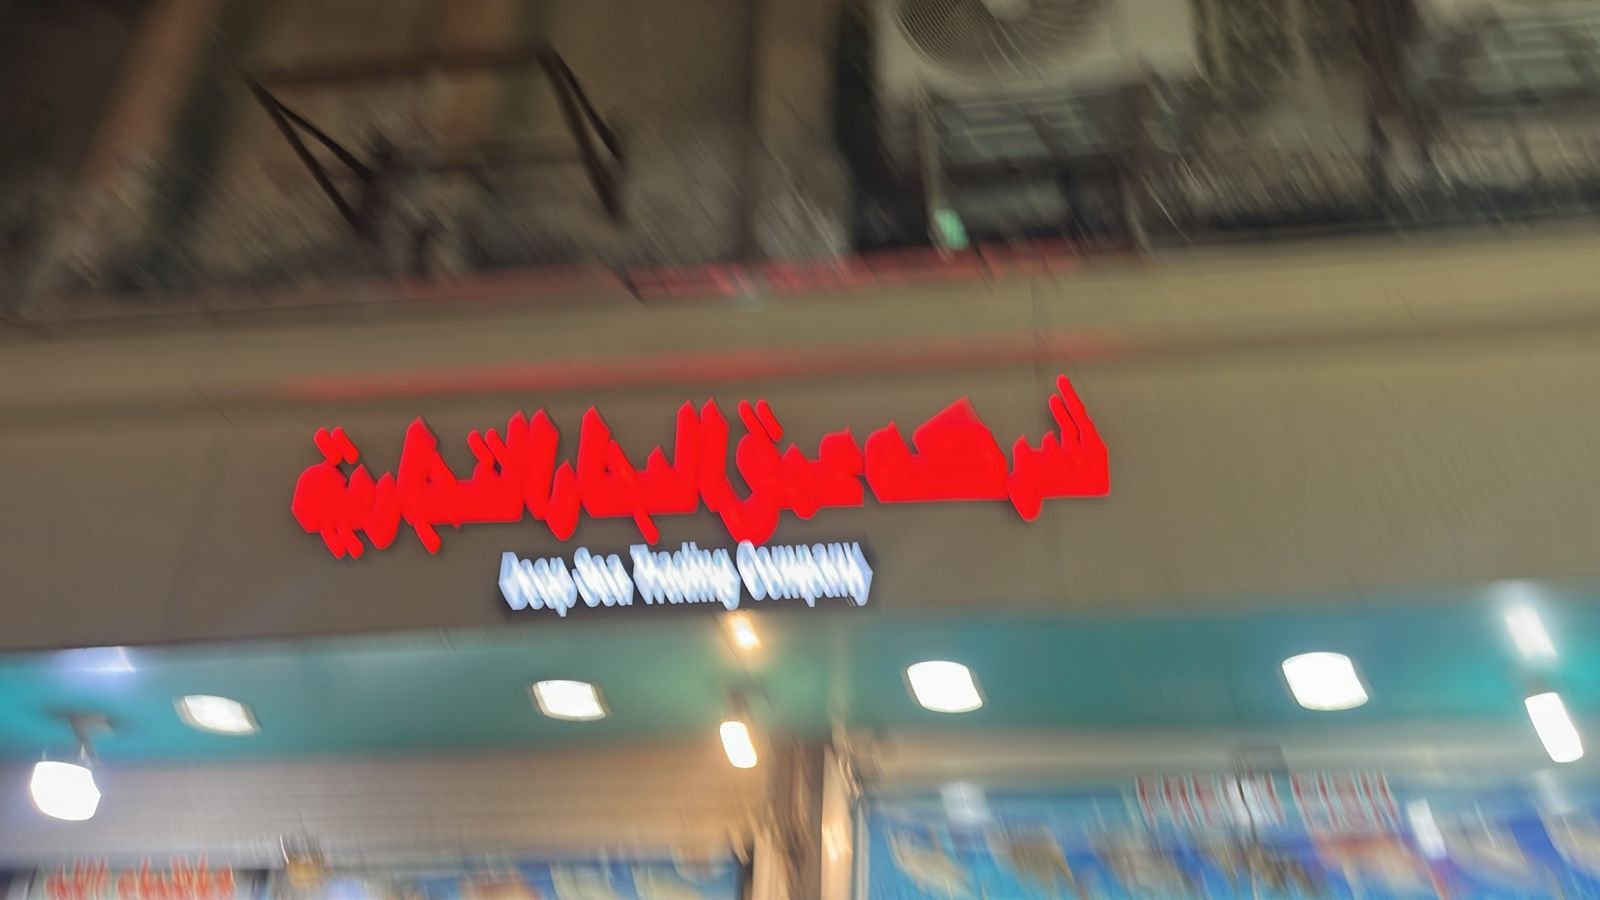 شركة عمق البحار التجارية
Deep Sea Trading Company